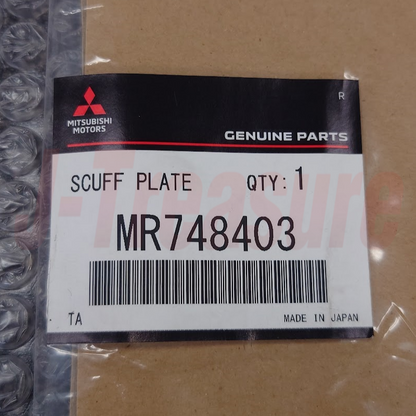 R
MITSUBISHI
MOTORS
GENUINE PARTS
SCUFF PLATE QTY: 1
MR748403
TA MADE IN JAPAN